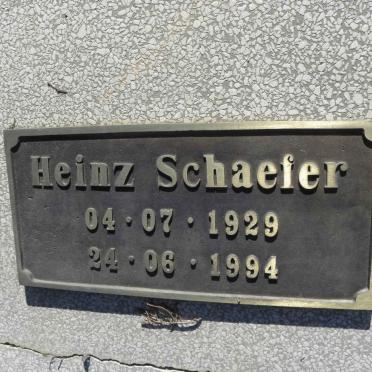 Heinz Schaefer
04 · 07 · 1929
24 · 06 · 1994